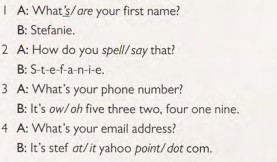 1 A: What's/are your first name?
B: Stefanie.
2 A: How do you spell/say that?
B: S-t-e-f-a-n-i-e.
3 A: What's your phone number?
B: It's ow/oh five three two, four one nine.
4 A: What's your email address?
B: It's stef at/it yahoo point/dot com.